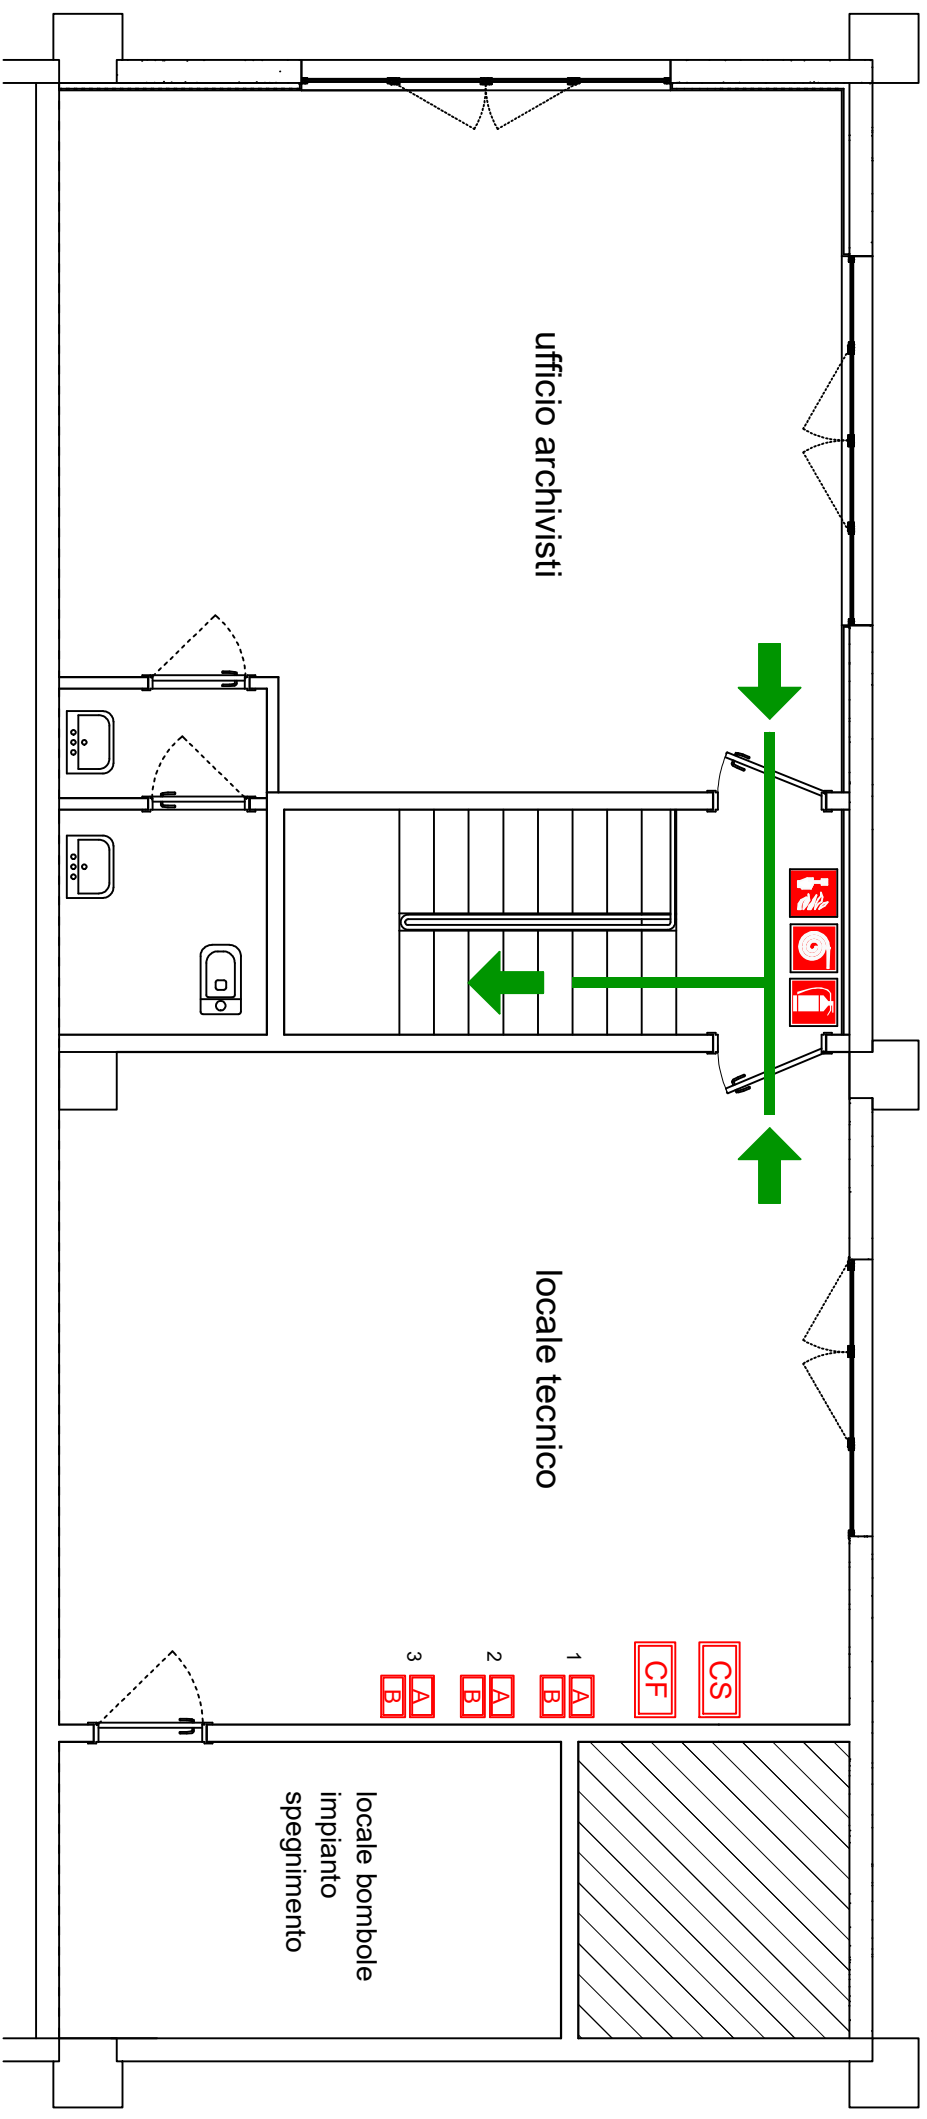 ufficio archivisti
locale tecnico
CS
CF
1
A
B
2
A
B
3
A
B
locale bombole
impianto
spegnimento